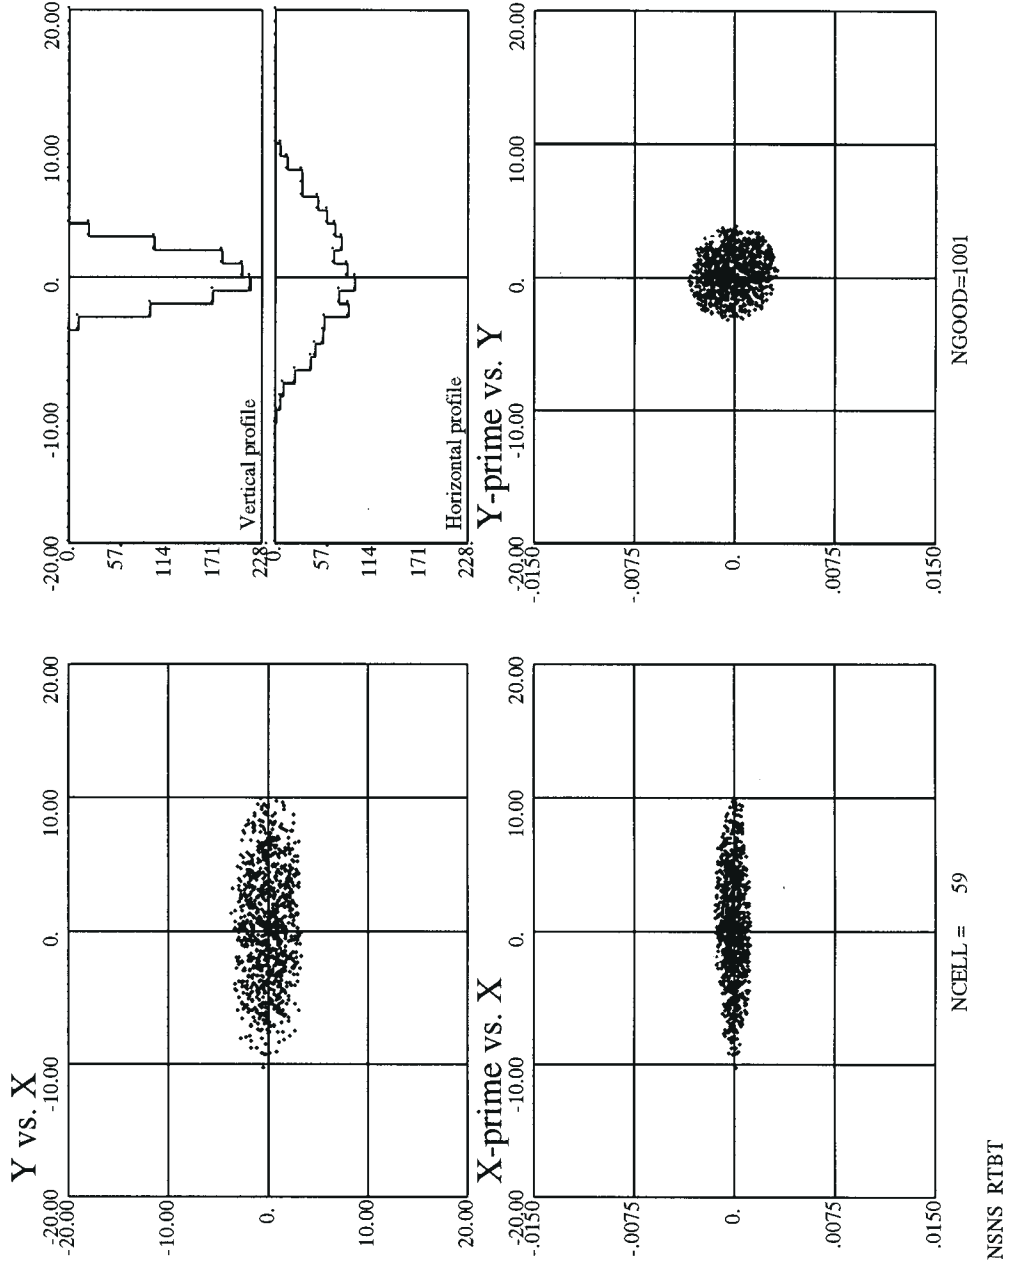 Y vs. X
-20.00 -10.00 0. 10.00 20.00
-20.00
-10.00
0.
10.00
20.00
-20.00 -10.00 0. 10.00 20.00
0.
57.
114
171
228.
Vertical profile
0.
57.
114
171
228.
Horizontal profile
X-prime vs. X
-20.00 -10.00 0. 10.00 20.00
-.0150
-.0075
0.
.0075
.0150
Y-prime vs. Y
-20.00 -10.00 0. 10.00 20.00
-.0150
-.0075
0.
.0075
.0150
NCELL = 59
NGOOD=1001
NSNS RTBT